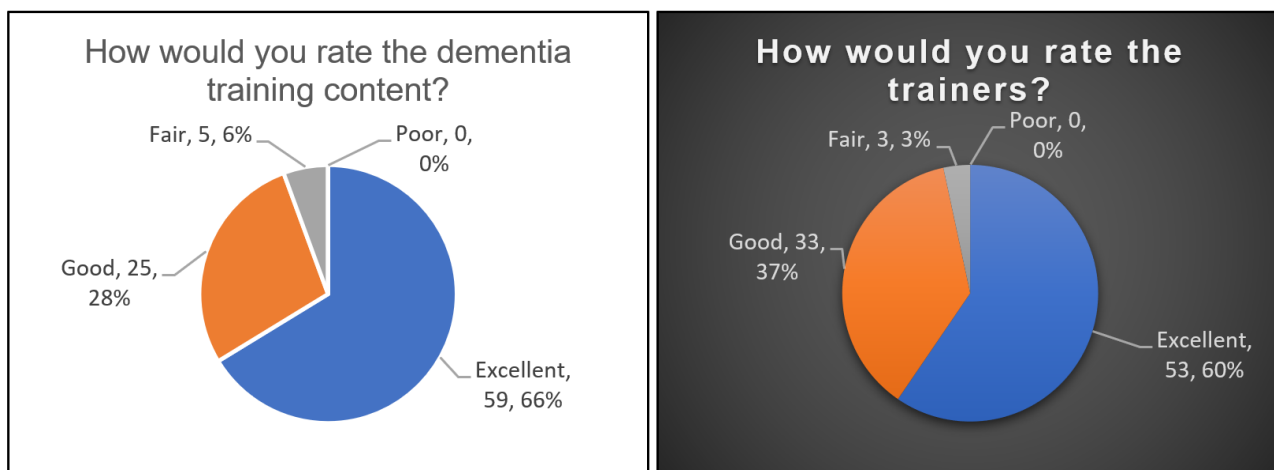 How would you rate the dementia
training content?
Fair, 5, 6%
Poor, 0,
0%
Good, 25,
28%
Excellent,
59, 66%
How would you rate the
trainers?
Fair, 3, 3%
Poor, 0,
0%
Good, 33,
37%
Excellent,
53, 60%